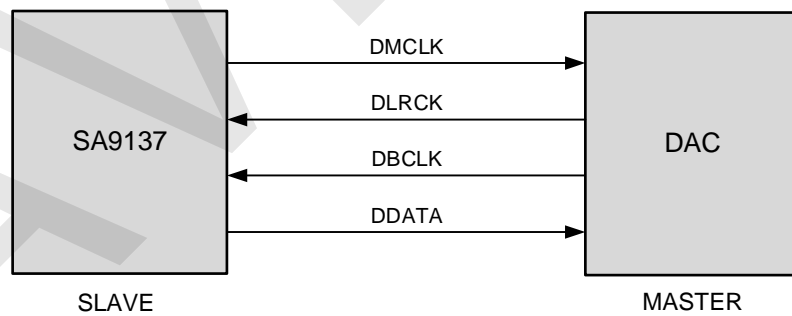 DMCLK
DLRCK
SA9137
DAC
DBCLK
DDATA
SLAVE
MASTER